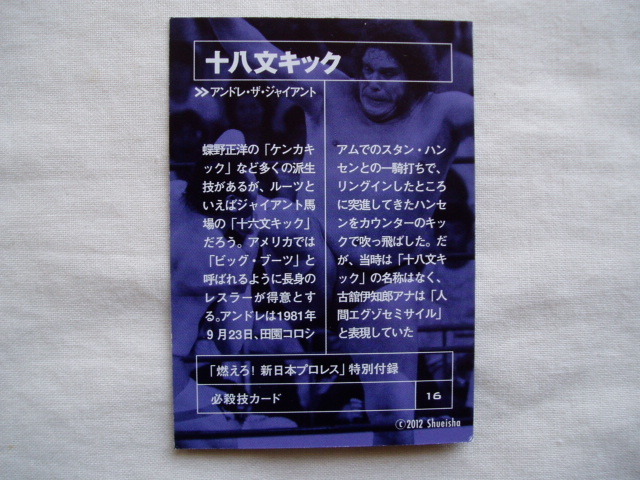 十八文キック
≫アンドレ・ザ・ジャイアント
蝶野正洋の「ケンカキ
ック」など多くの派生
技があるが、ルーツと
いえばジャイアント馬
場の「十六文キック」
だろう。アメリカでは
「ビッグ・ブーツ」と
呼ばれるように長身の
レスラーが得意とす
る。アンドレは1981年
9月23日、田園コロシ
アムでのスタン・ハン
センとの一騎打ちで、
リングインしたところ
に突進してきたハンセ
ンをカウンターのキッ
クで吹っ飛ばした。だ
が、当時は「十八文キ
ック」の名称はなく、
古舘伊知郎アナは「人
間エグゾセミサイル」
と表現していた
「燃えろ!新日本プロレス」特別付録
必殺技カード 16
©2012 Shueisha